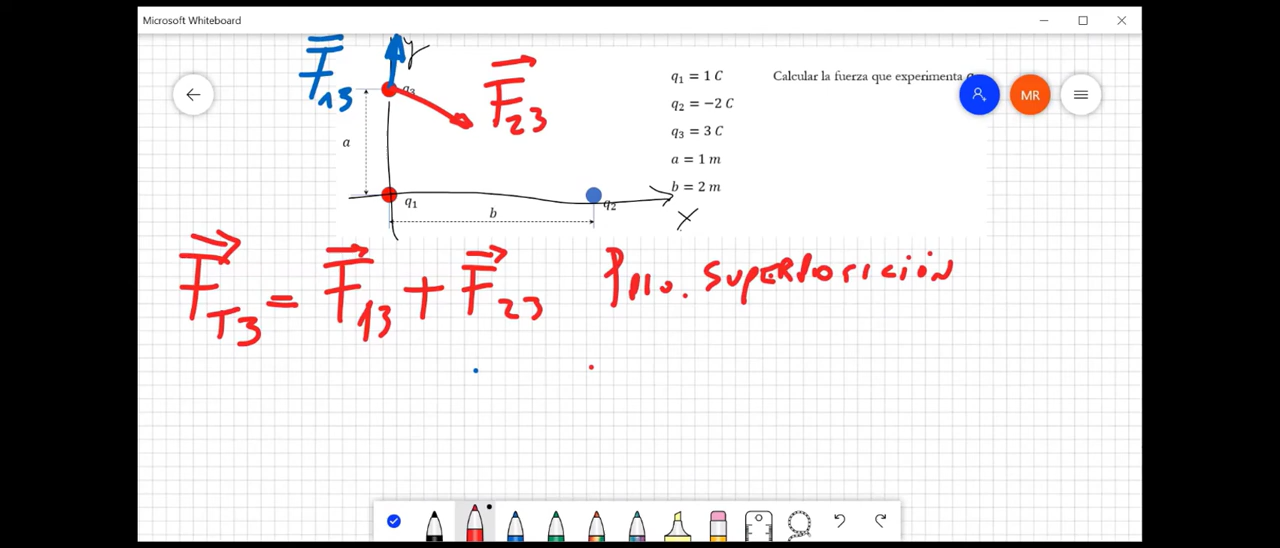 Microsoft Whiteboard
F13
y
q3
F23
q1 = 1 C
Calcular la fuerza que experimenta
MR
q2 = −2 C
q3 = 3 C
a
a = 1 m
b = 2 m
q1
q2
b
X
FT3 = F13 + F23 PPIO. SUPERPOSICIÓN